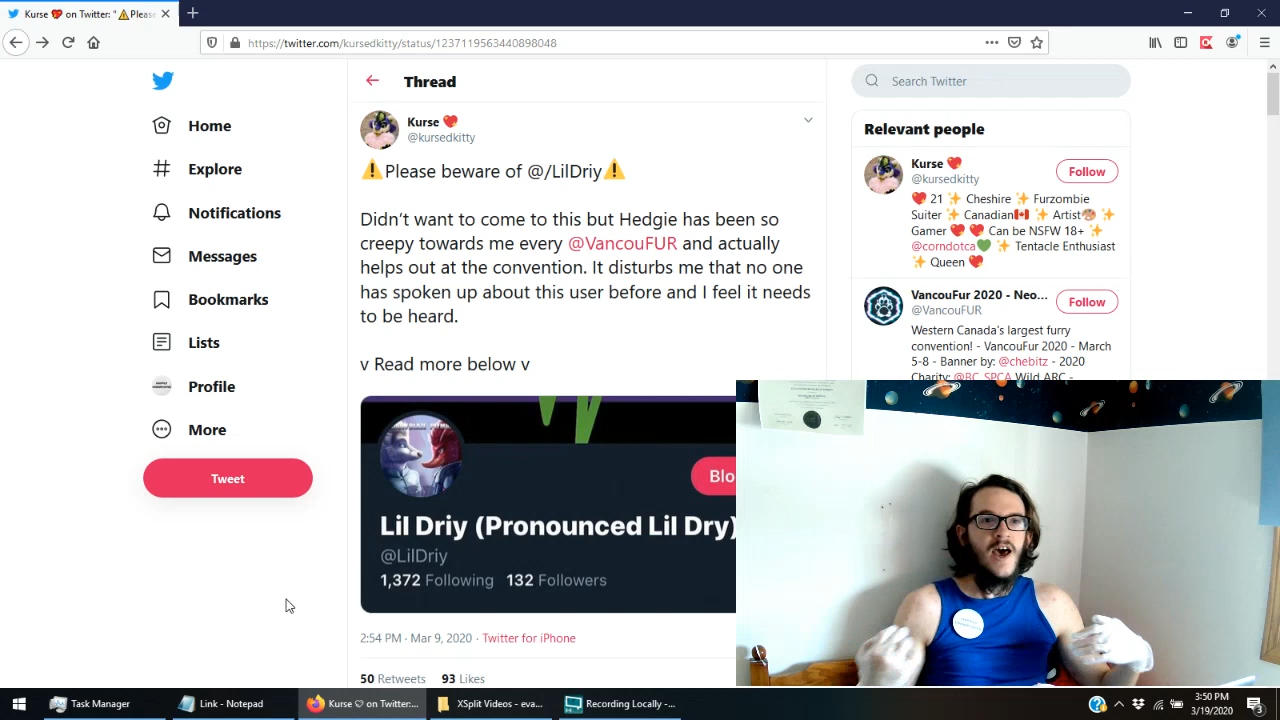 Kurse ❤ on Twitter: "⚠Please
https://twitter.com/kursedkitty/status/1237119563440898048
Home
Explore
Notifications
Messages
Bookmarks
Lists
Profile
More
Tweet
Thread
Kurse ❤
@kursedkitty
⚠Please beware of @/LilDriy⚠
Didn't want to come to this but Hedgie has been so
creepy towards me every @VancouFUR and actually
helps out at the convention. It disturbs me that no one
has spoken up about this user before and I feel it needs
to be heard.
v Read more below v
Blo
Lil Driy (Pronounced Lil Dry)
@LilDriy
1,372 Following 132 Followers
2:54 PM · Mar 9, 2020 · Twitter for iPhone
50 Retweets 93 Likes
Search Twitter
Relevant people
Kurse ❤
@kursedkitty
Follow
❤ 21 ✨ Cheshire ✨ Furzombie
Suiter ✨ Canadian🇨🇦 ✨ Artist🎨 ✨
Gamer ❤ ❤ Can be NSFW 18+ ✨
@corndotca💚 ✨ Tentacle Enthusiast
✨ Queen ❤
VancouFur 2020 - Neo...
@VancouFUR
Follow
Western Canada's largest furry
convention! - VancouFur 2020 - March
5-8 - Banner by: @chebitz - 2020
Charity: @BC_SPCA Wild ARC -
Task Manager
Link - Notepad
Kurse ♡ on Twitter:...
XSplit Videos - eva...
Recording Locally -...
3:50 PM
3/19/2020
3